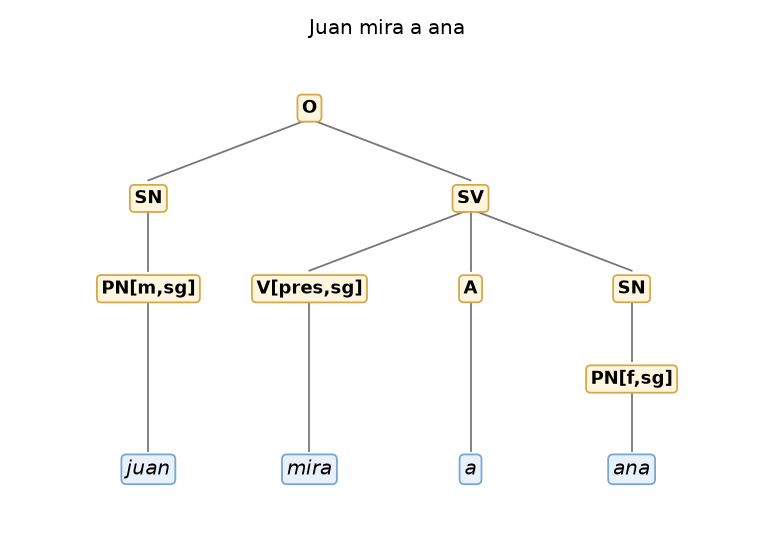 Juan mira a ana
O
SN SV
PN[m,sg] V[pres,sg] A SN
PN[f,sg]
juan mira a ana